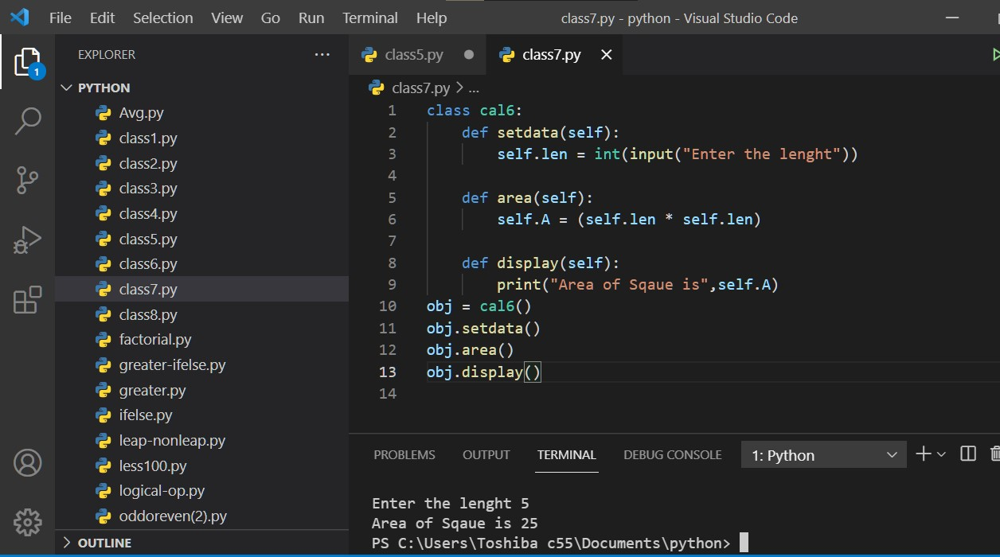 File Edit Selection View Go Run Terminal Help class7.py - python - Visual Studio Code
EXPLORER ...
1
PYTHON
Avg.py
class1.py
class2.py
class3.py
class4.py
class5.py
class6.py
class7.py
class8.py
factorial.py
greater-ifelse.py
greater.py
ifelse.py
leap-nonleap.py
less100.py
logical-op.py
oddoreven(2).py
OUTLINE
class5.py class7.py
class7.py > ...
1 class cal6:
2     def setdata(self):
3         self.len = int(input("Enter the lenght"))
4
5     def area(self):
6         self.A = (self.len * self.len)
7
8     def display(self):
9         print("Area of Sqaue is",self.A)
10 obj = cal6()
11 obj.setdata()
12 obj.area()
13 obj.display()
14
PROBLEMS OUTPUT TERMINAL DEBUG CONSOLE 1: Python
Enter the lenght 5
Area of Sqaue is 25
PS C:\Users\Toshiba c55\Documents\python>